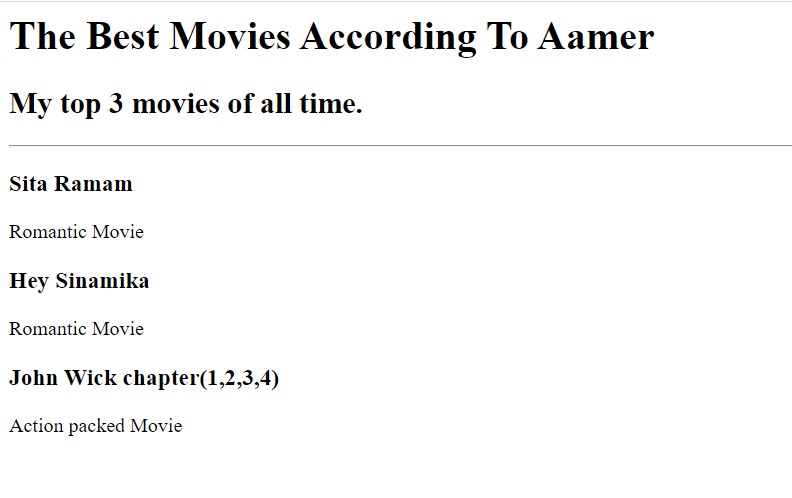 The Best Movies According To Aamer
My top 3 movies of all time.
Sita Ramam
Romantic Movie
Hey Sinamika
Romantic Movie
John Wick chapter(1,2,3,4)
Action packed Movie